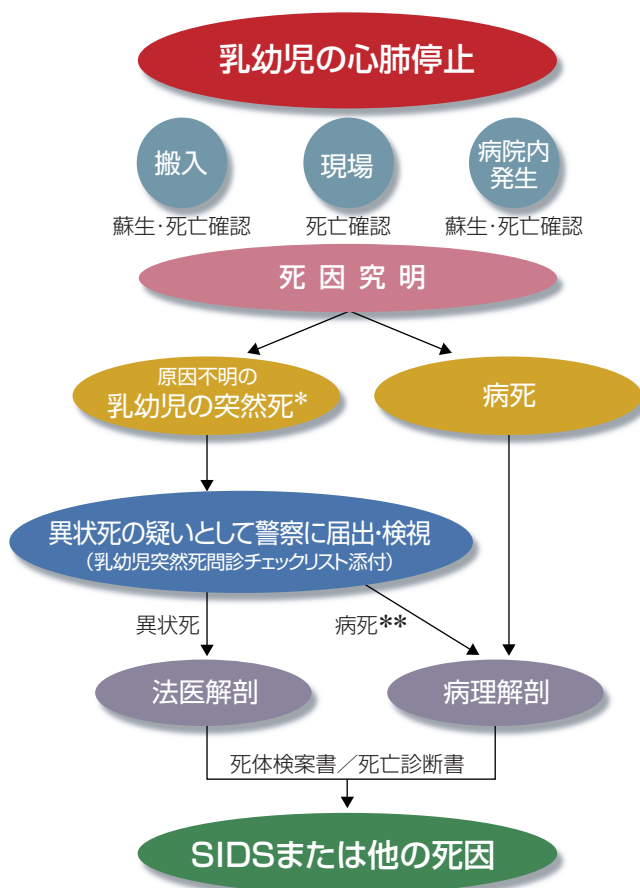 乳幼児の心肺停止
搬入
現場
病院内
発生
蘇生・死亡確認
死亡確認
蘇生・死亡確認
死因究明
原因不明の
乳幼児の突然死*
病死
異状死の疑いとして警察に届出・検視
（乳幼児突然死問診チェックリスト添付）
異状死
病死**
法医解剖
病理解剖
死体検案書／死亡診断書
SIDSまたは他の死因